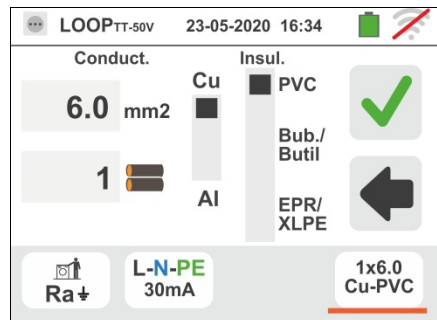 LOOPTT-50V 23-05-2020 16:34
Conduct. Insul.
Cu PVC
6.0 mm2
Bub./
Butil
1
Al EPR/
XLPE
Ra L-N-PE 1x6.0
30mA Cu-PVC